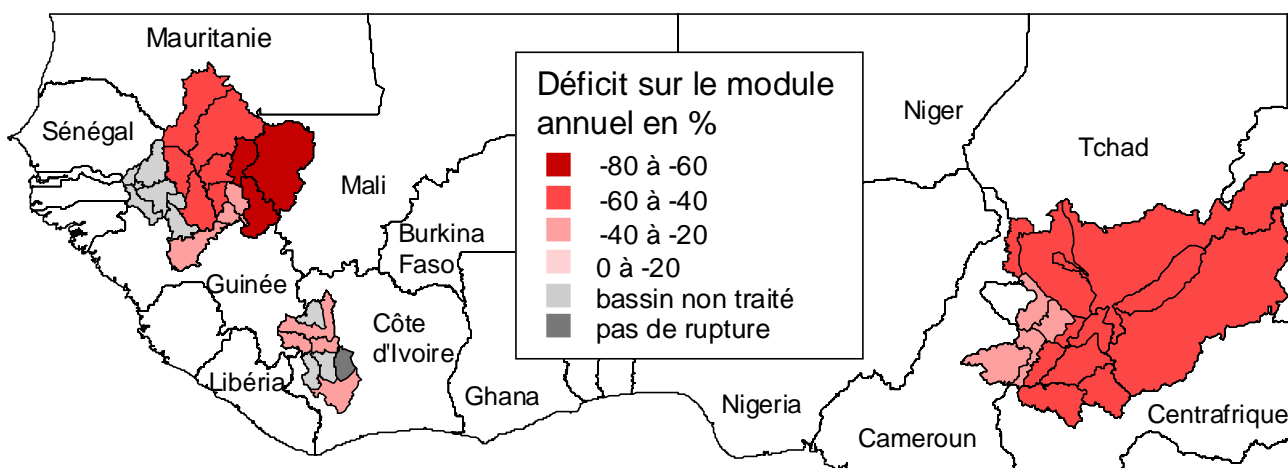 Mauritanie
Sénégal
Mali
Burkina
Faso
Guinée
Côte
d'Ivoire
Libéria
Ghana
Déficit sur le module
annuel en %
-80 à -60
-60 à -40
-40 à -20
0 à -20
bassin non traité
pas de rupture
Niger
Tchad
Nigeria
Cameroun
Centrafrique